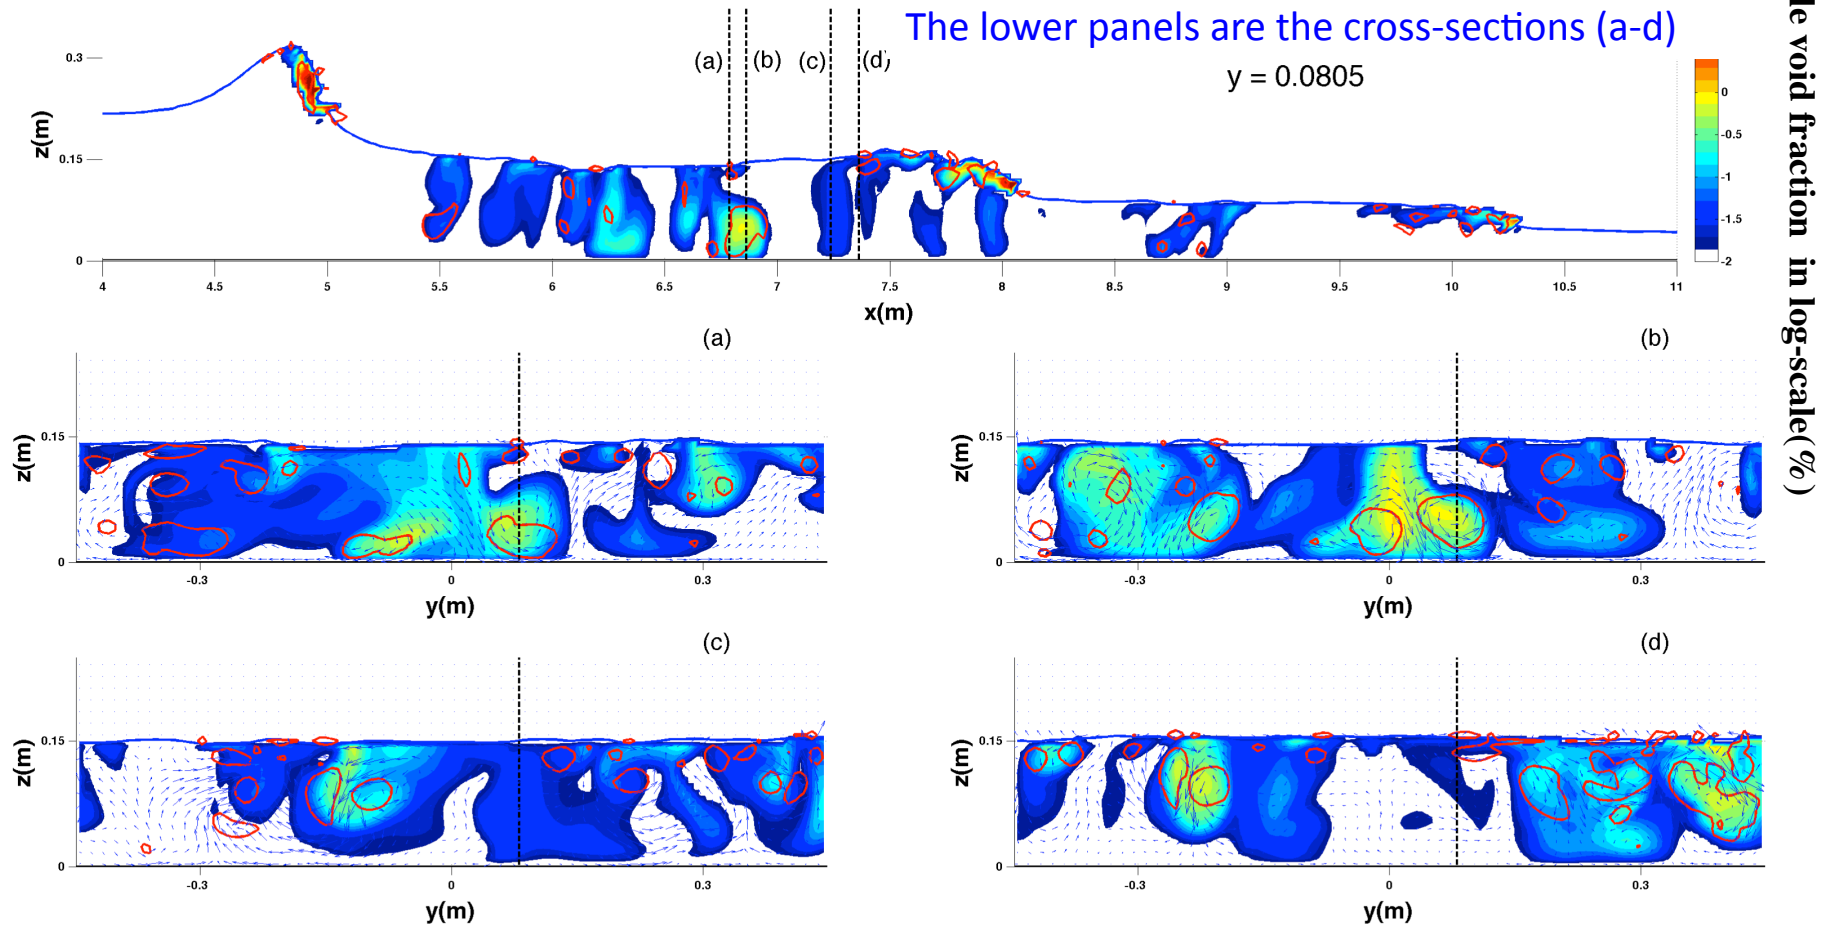 The lower panels are the cross-sections (a-d)
(a) (b) (c) (d)
y = 0.0805
z(m)
0.3
0.15
0
4 4.5 5 5.5 6 6.5 7 7.5 8 8.5 9 9.5 10 10.5 11
x(m)
0
-0.5
-1
-1.5
-2
void fraction in log-scale(%)
(a)
z(m)
0.15
0
-0.3 0 0.3
y(m)
(b)
z(m)
0.15
0
-0.3 0 0.3
y(m)
(c)
z(m)
0.15
0
-0.3 0 0.3
y(m)
(d)
z(m)
0.15
0
-0.3 0 0.3
y(m)